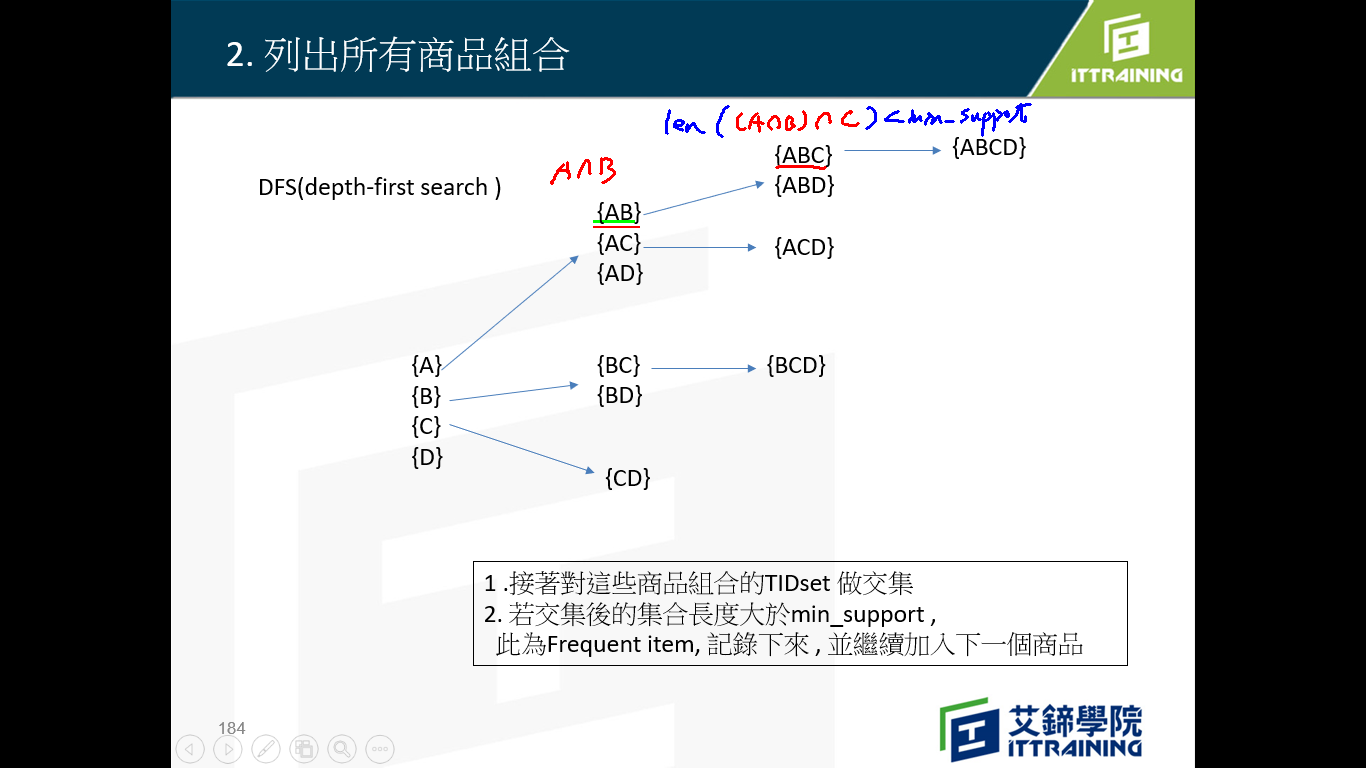 2. 列出所有商品組合
ITTRAINING
len ((A∩B)∩C) < min_support
{ABC}
{ABCD}
A∩B
{ABD}
DFS(depth-first search )
{AB}
{AC}
{ACD}
{AD}
{A}
{BC}
{BCD}
{B}
{BD}
{C}
{D}
{CD}
1 .接著對這些商品組合的TIDset 做交集
2. 若交集後的集合長度大於min_support ,
此為Frequent item, 記錄下來 , 並繼續加入下一個商品
184
艾鍗學院
ITTRAINING